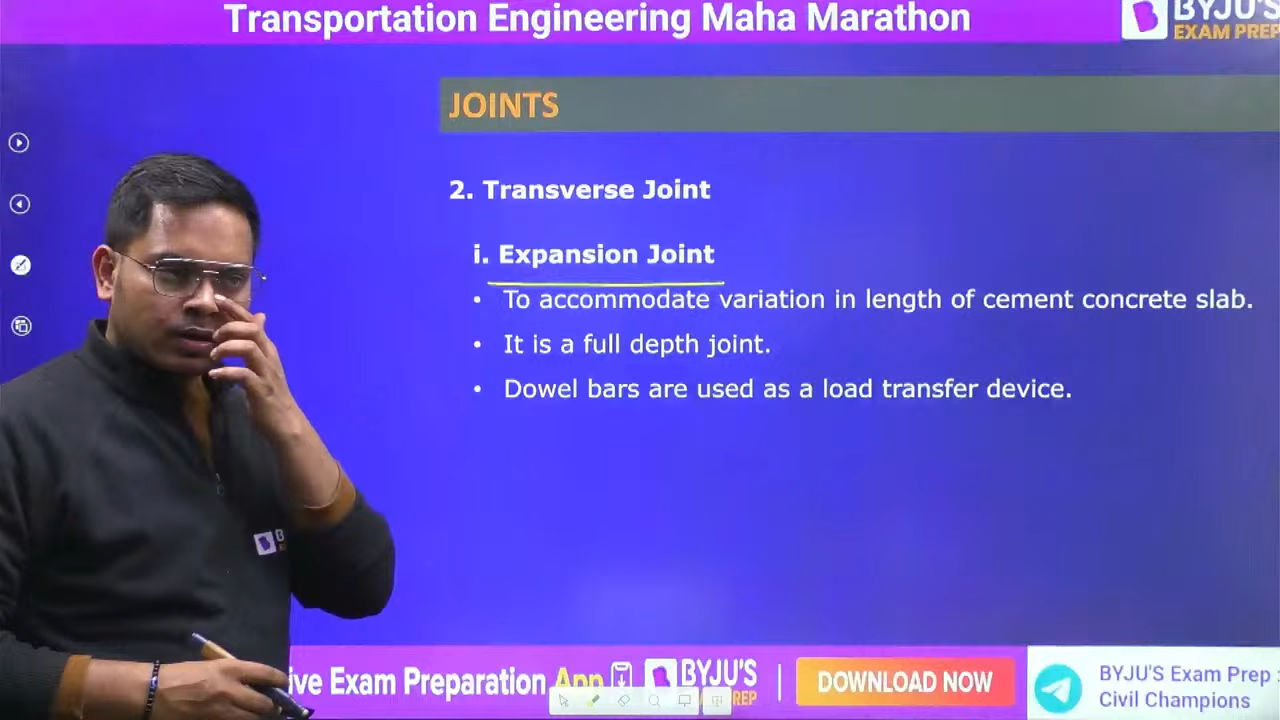 Transportation Engineering Maha Marathon
BYJU'S
EXAM PREP
JOINTS
2. Transverse Joint
i. Expansion Joint
• To accommodate variation in length of cement concrete slab.
• It is a full depth joint.
• Dowel bars are used as a load transfer device.
Exam Preparation App
BYJU'S
DOWNLOAD NOW
BYJU'S Exam Prep :
Civil Champions